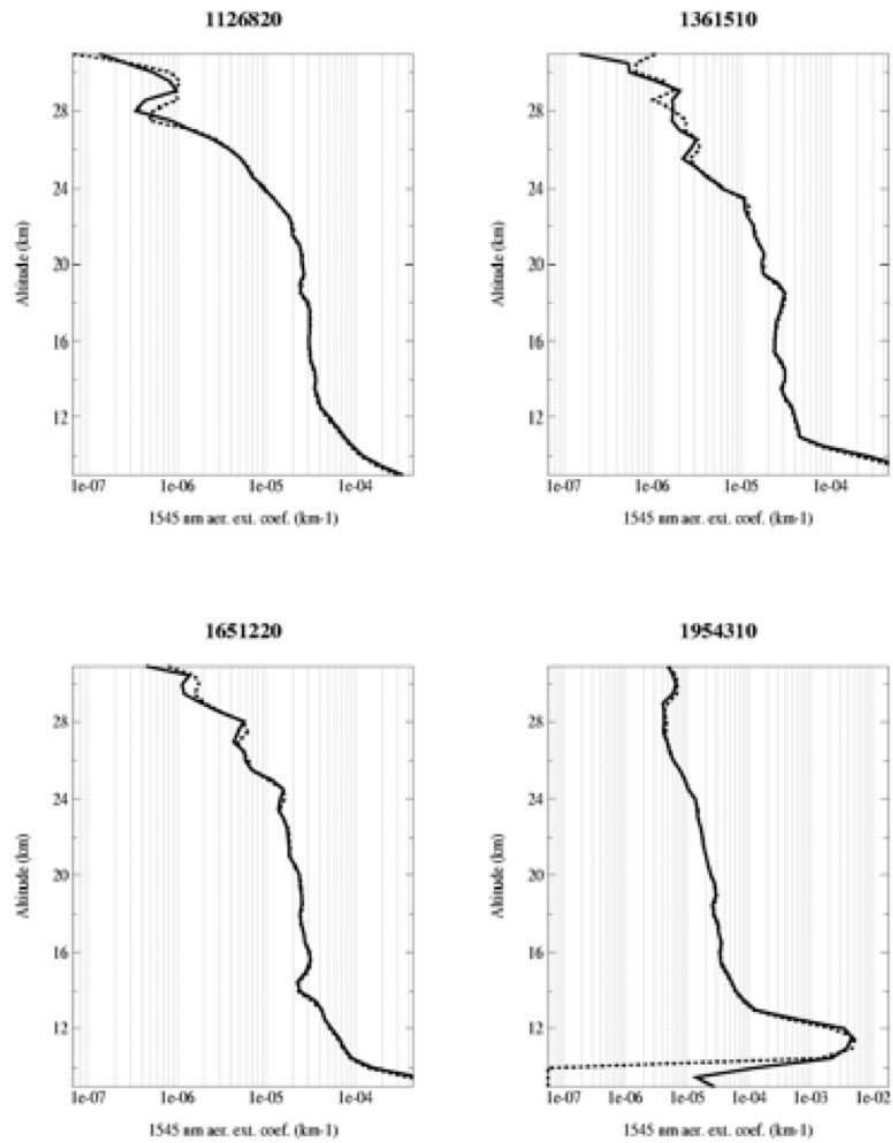 1126820
1361510
28
24
20
16
12
Altitude (km)
1e-07 1e-06 1e-05 1e-04
1545 nm aer. ext. coef. (km-1)
28
24
20
16
12
Altitude (km)
1e-07 1e-06 1e-05 1e-04
1545 nm aer. ext. coef. (km-1)
1651220
1954310
28
24
20
16
12
Altitude (km)
1e-07 1e-06 1e-05 1e-04
1545 nm aer. ext. coef. (km-1)
28
24
20
16
12
Altitude (km)
1e-07 1e-06 1e-05 1e-04 1e-03 1e-02
1545 nm aer. ext. coef. (km-1)